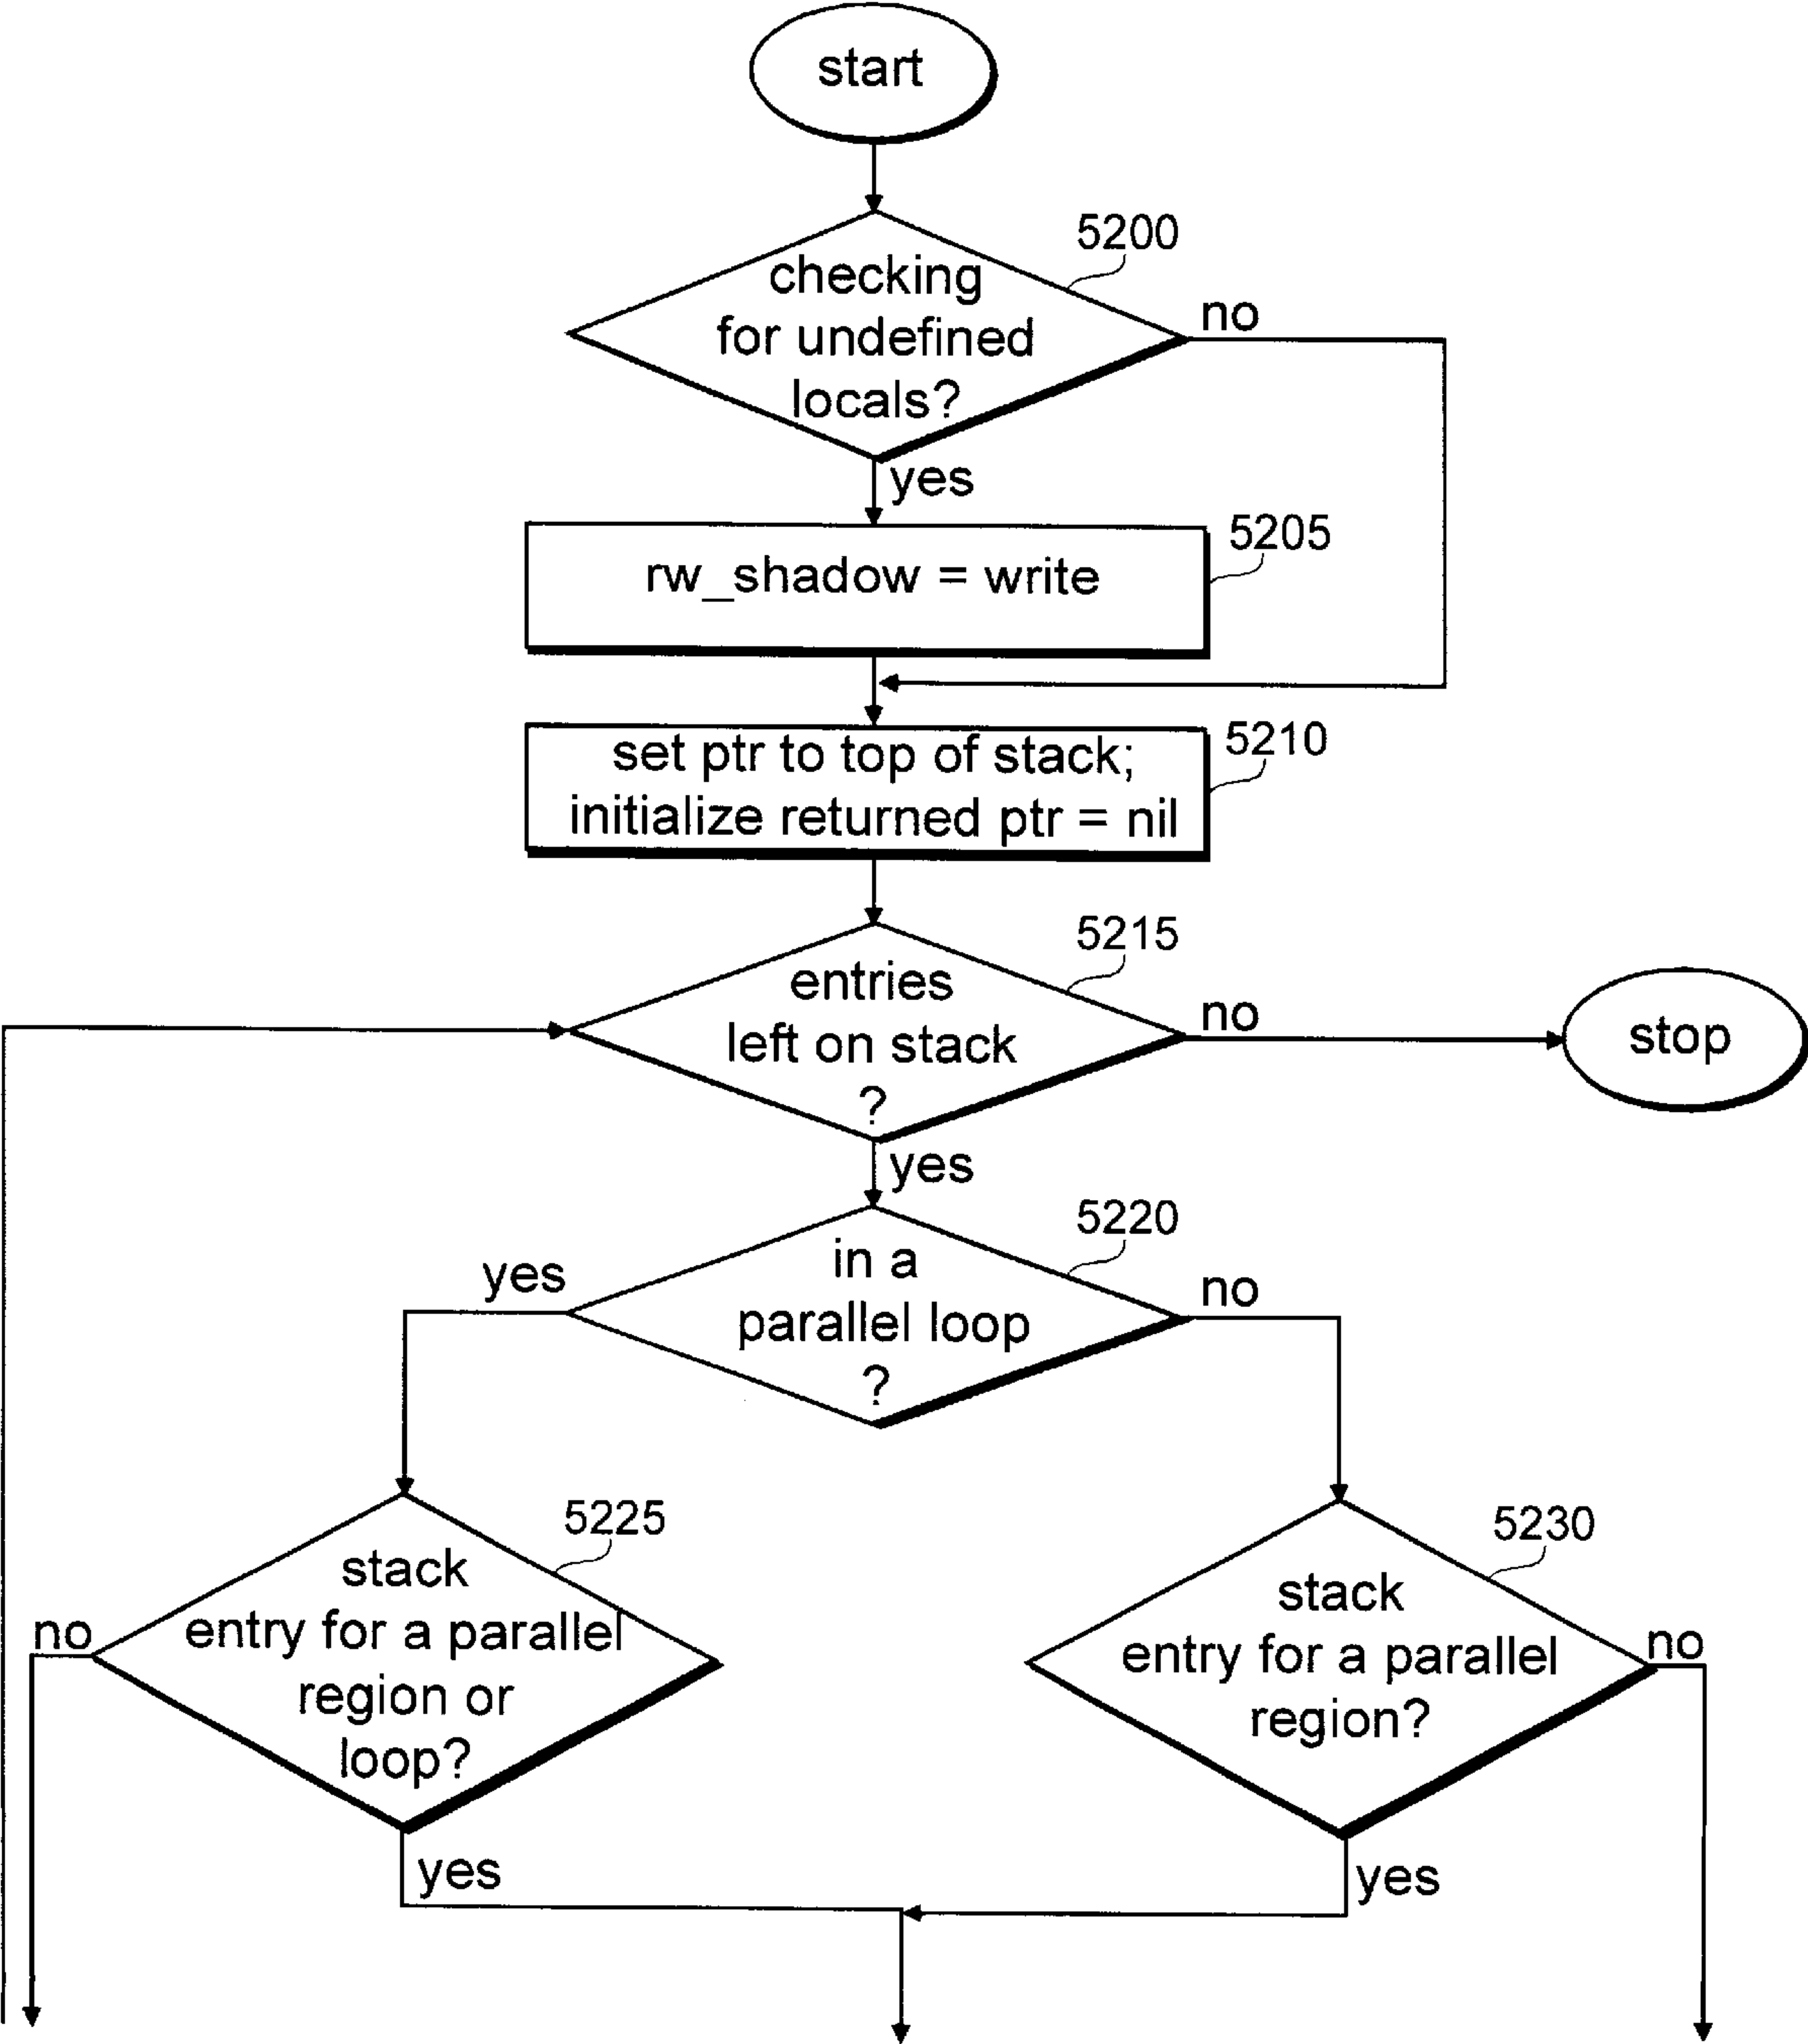 start
5200
checking
for undefined
locals?
no
yes
5205
rw_shadow = write
5210
set ptr to top of stack;
initialize returned ptr = nil
5215
entries
left on stack
?
no
stop
yes
5220
in a
parallel loop
?
yes
no
5225
stack
entry for a parallel
region or
loop?
no
yes
5230
stack
entry for a parallel
region?
no
yes